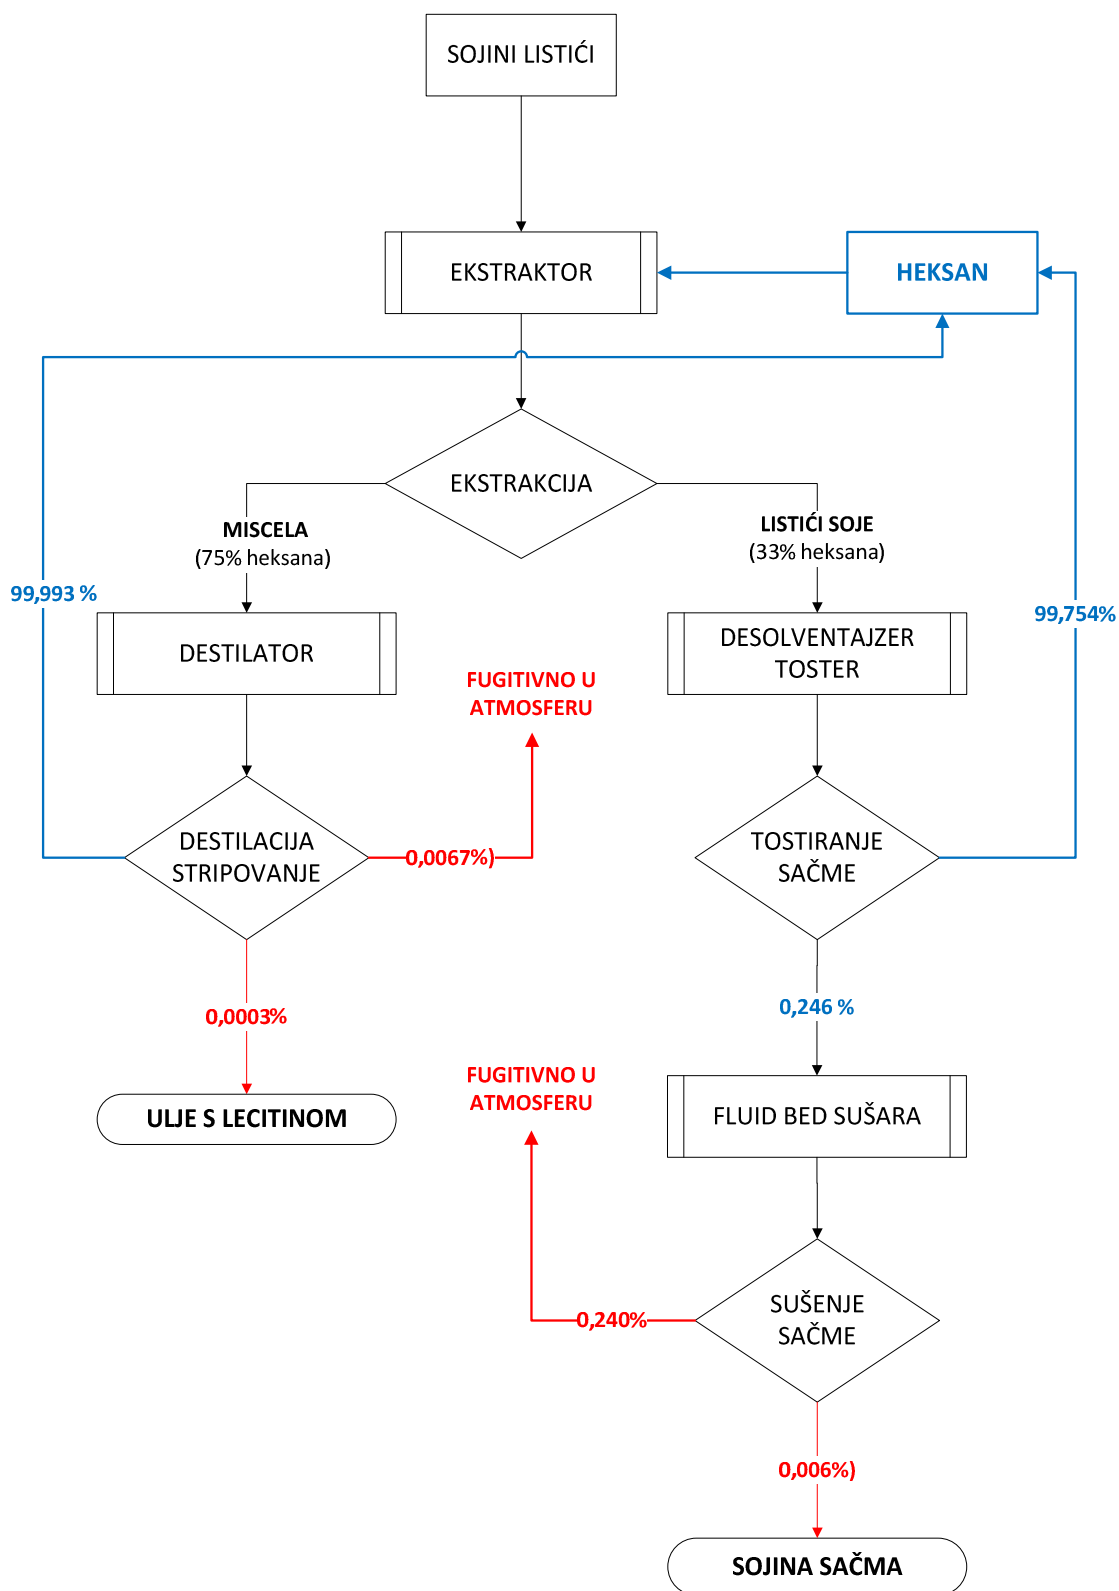 SOJINI LISTIĆI
EKSTRAKTOR
HEKSAN
EKSTRAKCIJA
MISCELA
(75% heksana)
LISTIĆI SOJE
(33% heksana)
99,993 %
99,754%
DESTILATOR
DESOLVENTAJZER
TOSTER
FUGITIVNO U
ATMOSFERU
DESTILACIJA
STRIPOVANJE
0,0067%)
TOSTIRANJE
SAČME
0,0003%
0,246 %
FUGITIVNO U
ATMOSFERU
ULJE S LECITINOM
FLUID BED SUŠARA
SUŠENJE
SAČME
0,240%
0,006%)
SOJINA SAČMA